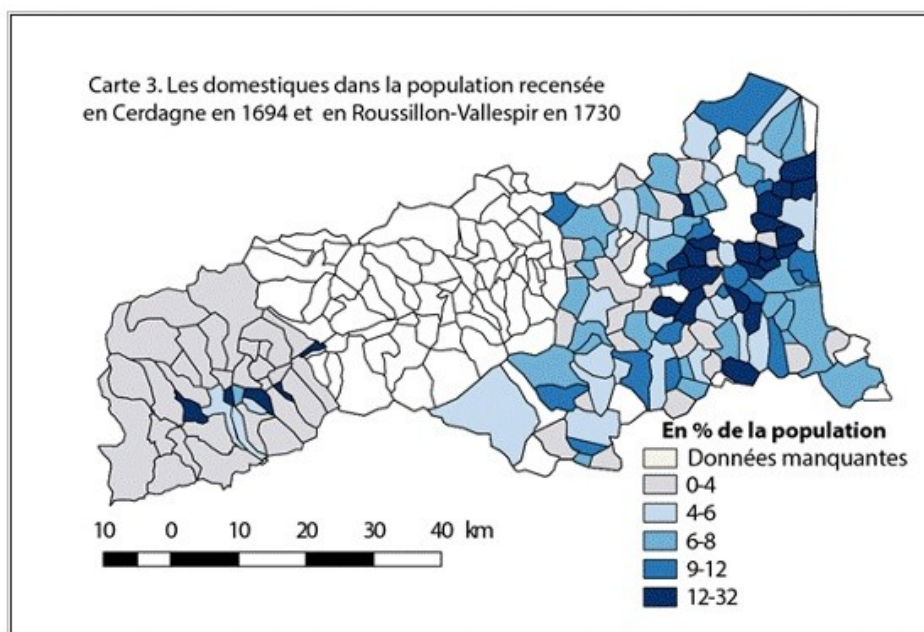 Carte 3. Les domestiques dans la population recensée
en Cerdagne en 1694 et en Roussillon-Vallespir en 1730
En % de la population
Données manquantes
0-4
4-6
6-8
9-12
12-32
10 0 10 20 30 40 km